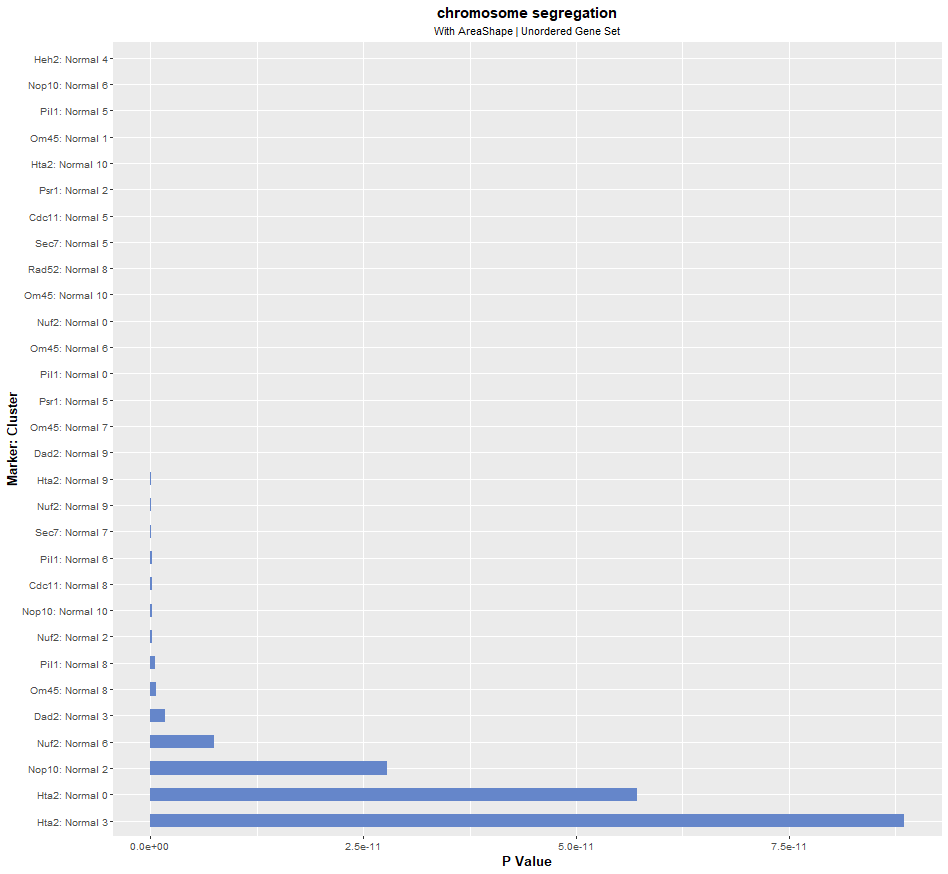 chromosome segregation
With AreaShape | Unordered Gene Set
Marker: Cluster
Heh2: Normal 4
Nop10: Normal 6
Pil1: Normal 5
Om45: Normal 1
Hta2: Normal 10
Psr1: Normal 2
Cdc11: Normal 5
Sec7: Normal 5
Rad52: Normal 8
Om45: Normal 10
Nuf2: Normal 0
Om45: Normal 6
Pil1: Normal 0
Psr1: Normal 5
Om45: Normal 7
Dad2: Normal 9
Hta2: Normal 9
Nuf2: Normal 9
Sec7: Normal 7
Pil1: Normal 6
Cdc11: Normal 8
Nop10: Normal 10
Nuf2: Normal 2
Pil1: Normal 8
Om45: Normal 8
Dad2: Normal 3
Nuf2: Normal 6
Nop10: Normal 2
Hta2: Normal 0
Hta2: Normal 3
0.0e+00 2.5e-11 5.0e-11 7.5e-11
P Value